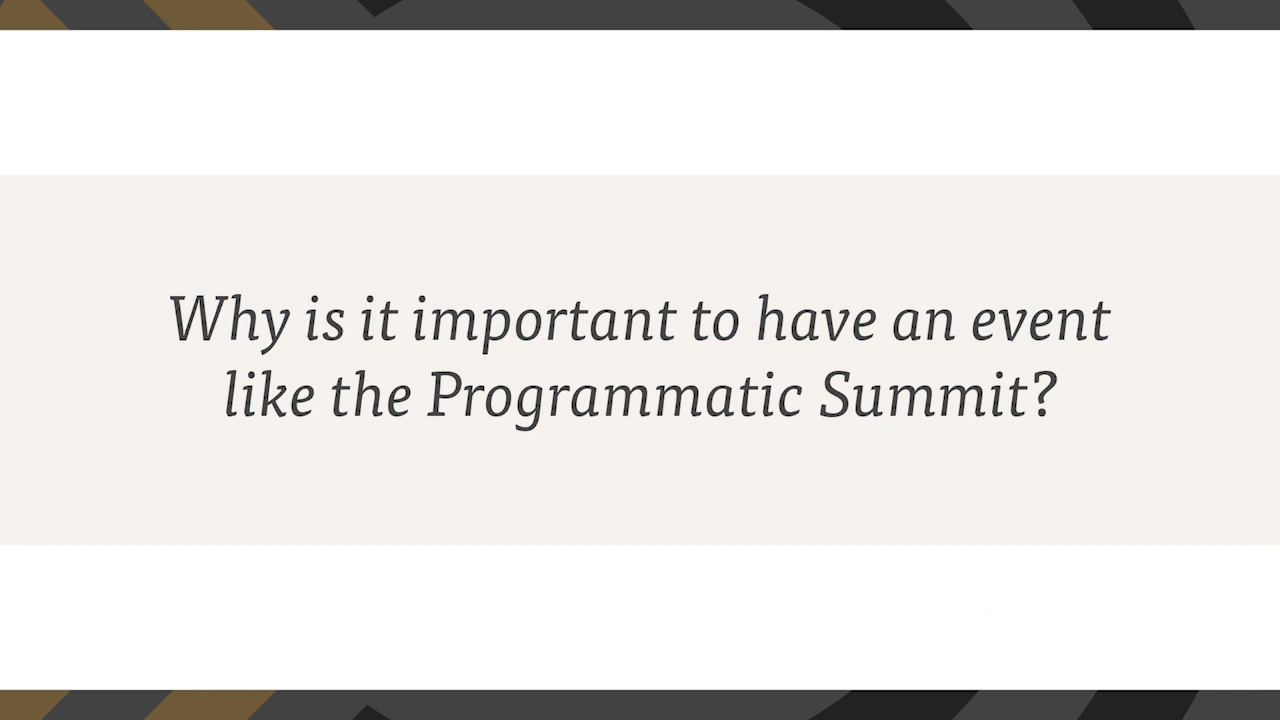 Why is it important to have an event
like the Programmatic Summit?